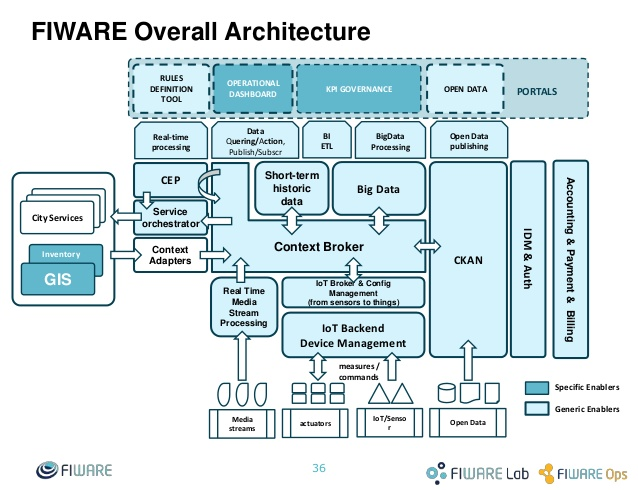 FIWARE Overall Architecture
RULES
DEFINITION
TOOL
OPERATIONAL
DASHBOARD
KPI GOVERNANCE
OPEN DATA
PORTALS
Real-time
processing
Data
Quering/Action,
Publish/Subscr
BI
ETL
BigData
Processing
Open Data
publishing
CEP
Short-term
historic
data
Big Data
City Services
Service
orchestrator
Context Broker
CKAN
IDM & Auth
Accounting & Payment & Billing
Inventory
GIS
Context
Adapters
Real Time
Media
Stream
Processing
IoT Broker & Config
Management
(from sensors to things)
IoT Backend
Device Management
measures /
commands
Media
streams
actuators
IoT/Senso
r
Open Data
Specific Enablers
Generic Enablers
FIWARE
36
FIWARE Lab
FIWARE Ops